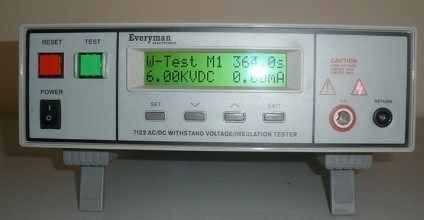 Everyman
RESET
TEST
W-Test M1 364.0s
6.00KVDC 0.00mA
CAUTION
POWER
SET
EXIT
H.V.
RETURN
7122 AC/DC WITHSTAND VOLTAGE/INSULATION TESTER